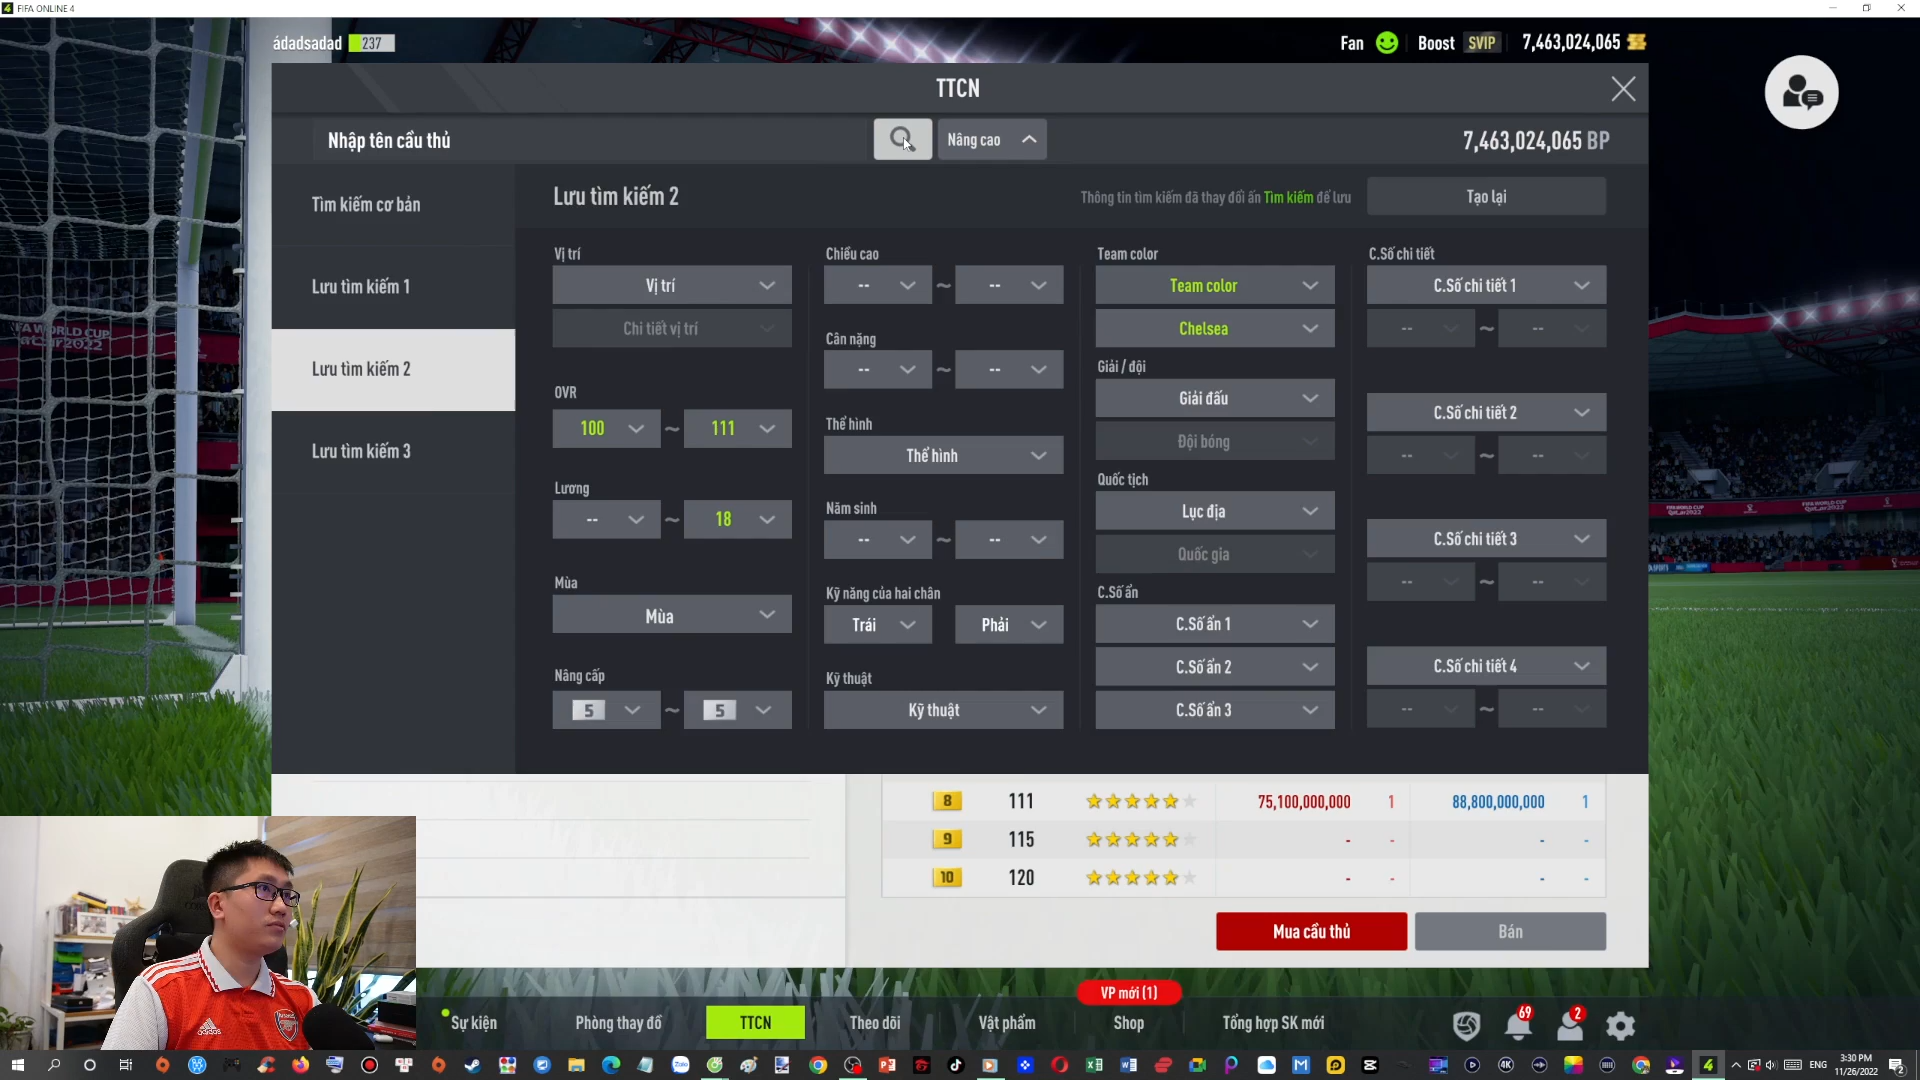 FIFA ONLINE 4
ádadsadad 237
Fan Boost SVIP 7,463,024,065
TTCN
Nhập tên cầu thủ
Nâng cao
7,463,024,065 BP
Tìm kiếm cơ bản
Lưu tìm kiếm 1
Lưu tìm kiếm 2
Lưu tìm kiếm 3
Lưu tìm kiếm 2
Thông tin tìm kiếm đã thay đổi ấn Tìm kiếm để lưu
Tạo lại
Vị trí
Vị trí
Chi tiết vị trí
OVR
100 ~ 111
Lương
-- ~ 18
Mùa
Mùa
Nâng cấp
5 ~ 5
Chiều cao
-- ~ --
Cân nặng
-- ~ --
Thể hình
Thể hình
Năm sinh
-- ~ --
Kỹ năng của hai chân
Trái Phải
Kỹ thuật
Kỹ thuật
Team color
Team color
Chelsea
Giải / đội
Giải đấu
Đội bóng
Quốc tịch
Lục địa
Quốc gia
C.Số ẩn
C.Số ẩn 1
C.Số ẩn 2
C.Số ẩn 3
C.Số chi tiết
C.Số chi tiết 1
-- ~ --
C.Số chi tiết 2
-- ~ --
C.Số chi tiết 3
-- ~ --
C.Số chi tiết 4
-- ~ --
8 111 75,100,000,000 1 88,800,000,000 1
9 115 - - - -
10 120 - - - -
Mua cầu thủ
Bán
VP mới (1)
Sự kiện
Phòng thay đồ
TTCN
Theo dõi
Vật phẩm
Shop
Tổng hợp SK mới
69
2
FIFA WORLD CUP
Qatar2022
adidas
Arsenal
ENG
3:30 PM
11/26/2022